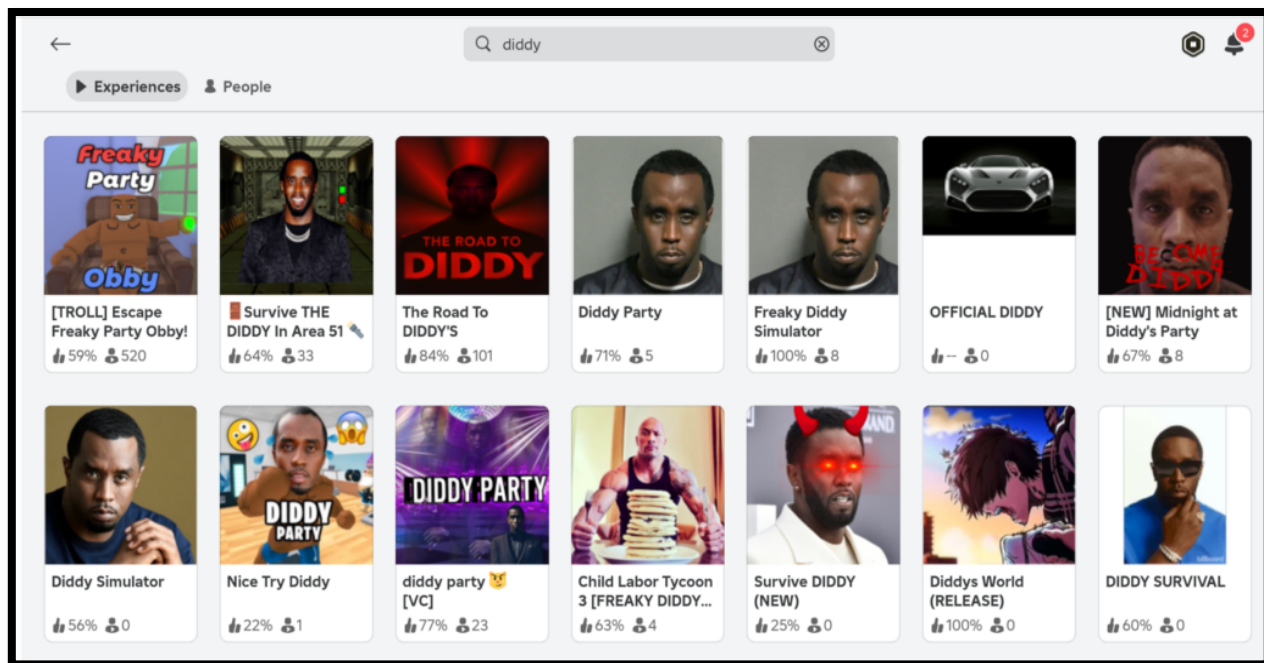 diddy
2
Experiences
People
Freaky
Party
Obby
[TROLL] Escape
Freaky Party Obby!
59% 520
🚪Survive THE
DIDDY In Area 51 🔦
64% 33
THE ROAD TO
DIDDY
The Road To
DIDDY'S
84% 101
Diddy Party
71% 5
Freaky Diddy
Simulator
100% 8
OFFICIAL DIDDY
-- 0
BECOME
DIDDY
[NEW] Midnight at
Diddy's Party
67% 8
Diddy Simulator
56% 0
DIDDY
PARTY
Nice Try Diddy
22% 1
DIDDY PARTY
diddy party 😼
[VC]
77% 23
Child Labor Tycoon
3 [FREAKY DIDDY...
63% 4
Survive DIDDY
(NEW)
25% 0
Diddys World
(RELEASE)
100% 0
billboard
DIDDY SURVIVAL
60% 0